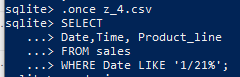 sqlite> .once z_4.csv
sqlite> SELECT
   ...> Date,Time, Product_line
   ...> FROM sales
   ...> WHERE Date LIKE '1/21%';